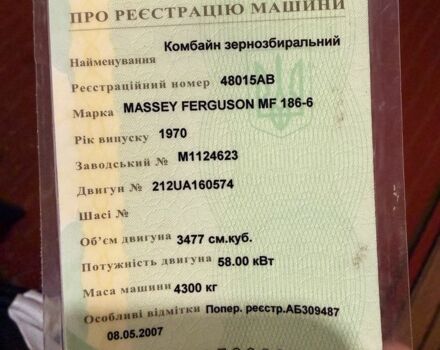 ПРО РЕЄСТРАЦІЮ МАШИНИ
Комбайн зернозбиральний
Найменування
Реєстраційний номер 48015АВ
Марка MASSEY FERGUSON MF 186-6
Рік випуску 1970
Заводський № М1124623
Двигун № 212UA160574
Шасі №
Об'єм двигуна 3477 см.куб.
Потужність двигуна 58.00 кВт
Маса машини 4300 кг
Особливі відмітки Попер. реєстр.АБ309487
08.05.2007